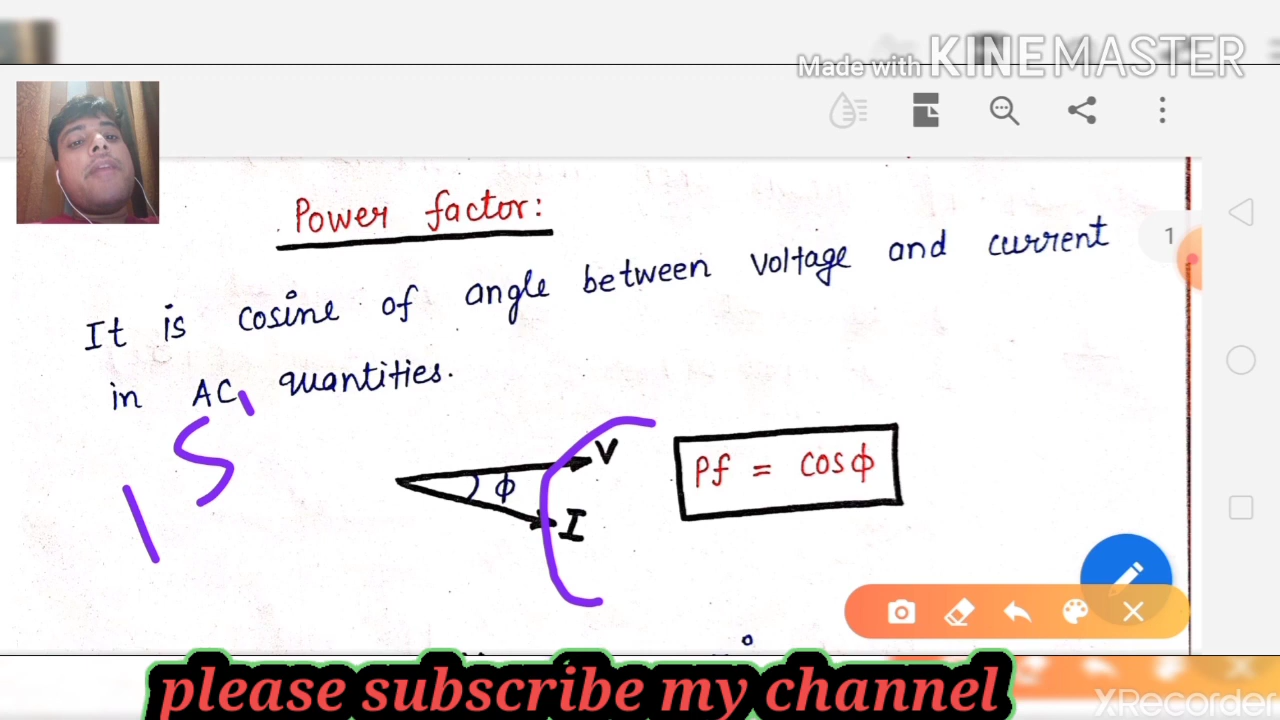 Made with KINEMASTER
Power factor:
1
It is cosine of angle between voltage and current
in AC quantities.
V
ϕ
I
Pf = cosϕ
please subscribe my channel
XRecorder